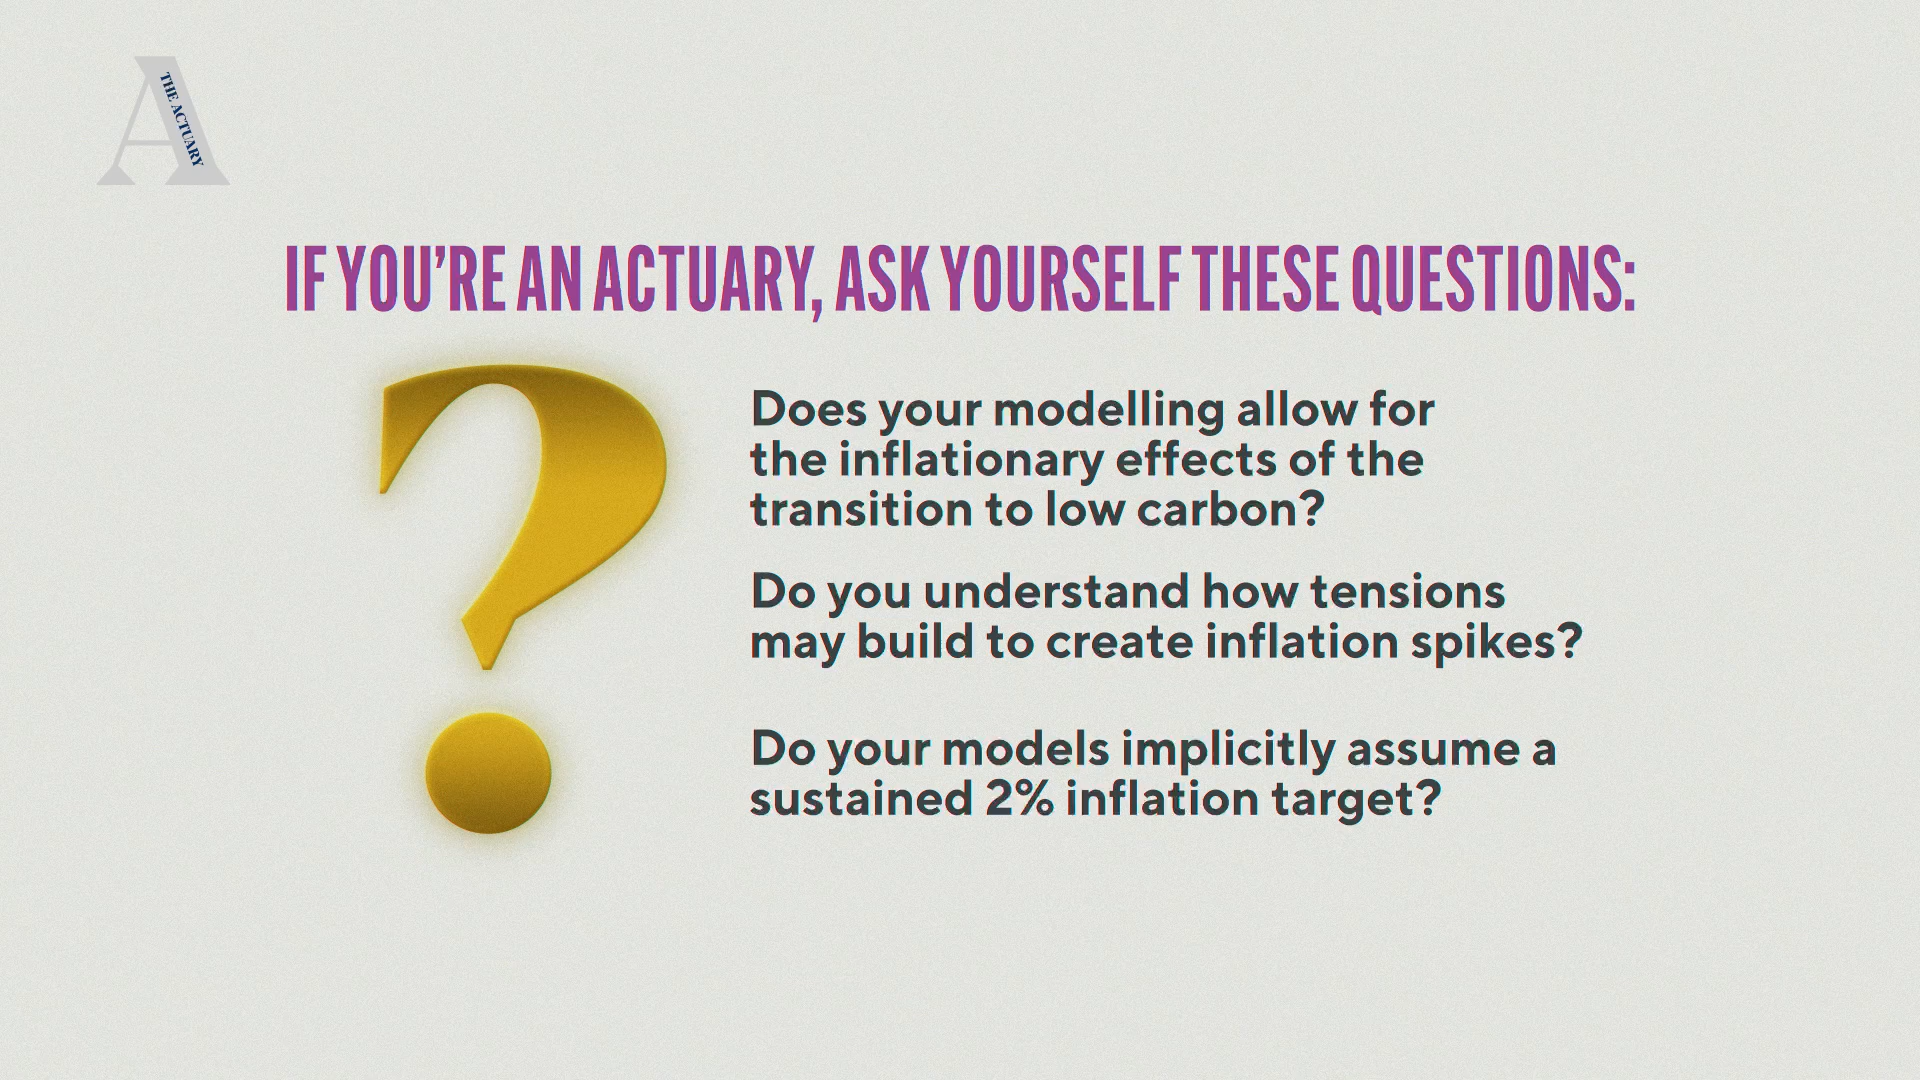 THE ACTUARY
IF YOU’RE AN ACTUARY, ASK YOURSELF THESE QUESTIONS:
Does your modelling allow for
the inflationary effects of the
transition to low carbon?
Do you understand how tensions
may build to create inflation spikes?
Do your models implicitly assume a
sustained 2% inflation target?